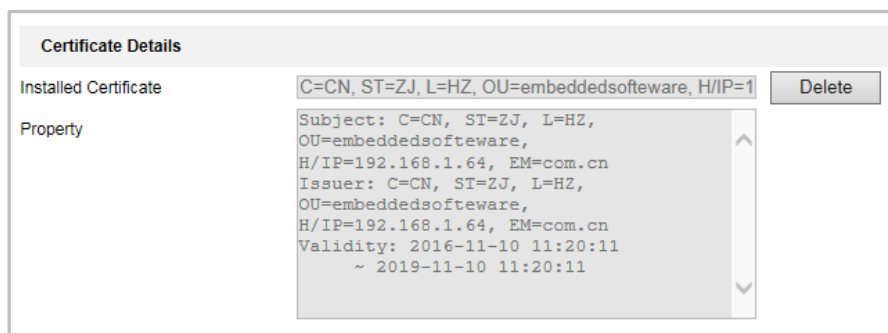 Certificate Details
Installed Certificate
C=CN, ST=ZJ, L=HZ, OU=embeddedsofteware, H/IP=1
Delete
Property
Subject: C=CN, ST=ZJ, L=HZ,
OU=embeddedsofteware,
H/IP=192.168.1.64, EM=com.cn
Issuer: C=CN, ST=ZJ, L=HZ,
OU=embeddedsofteware,
H/IP=192.168.1.64, EM=com.cn
Validity: 2016-11-10 11:20:11
~ 2019-11-10 11:20:11